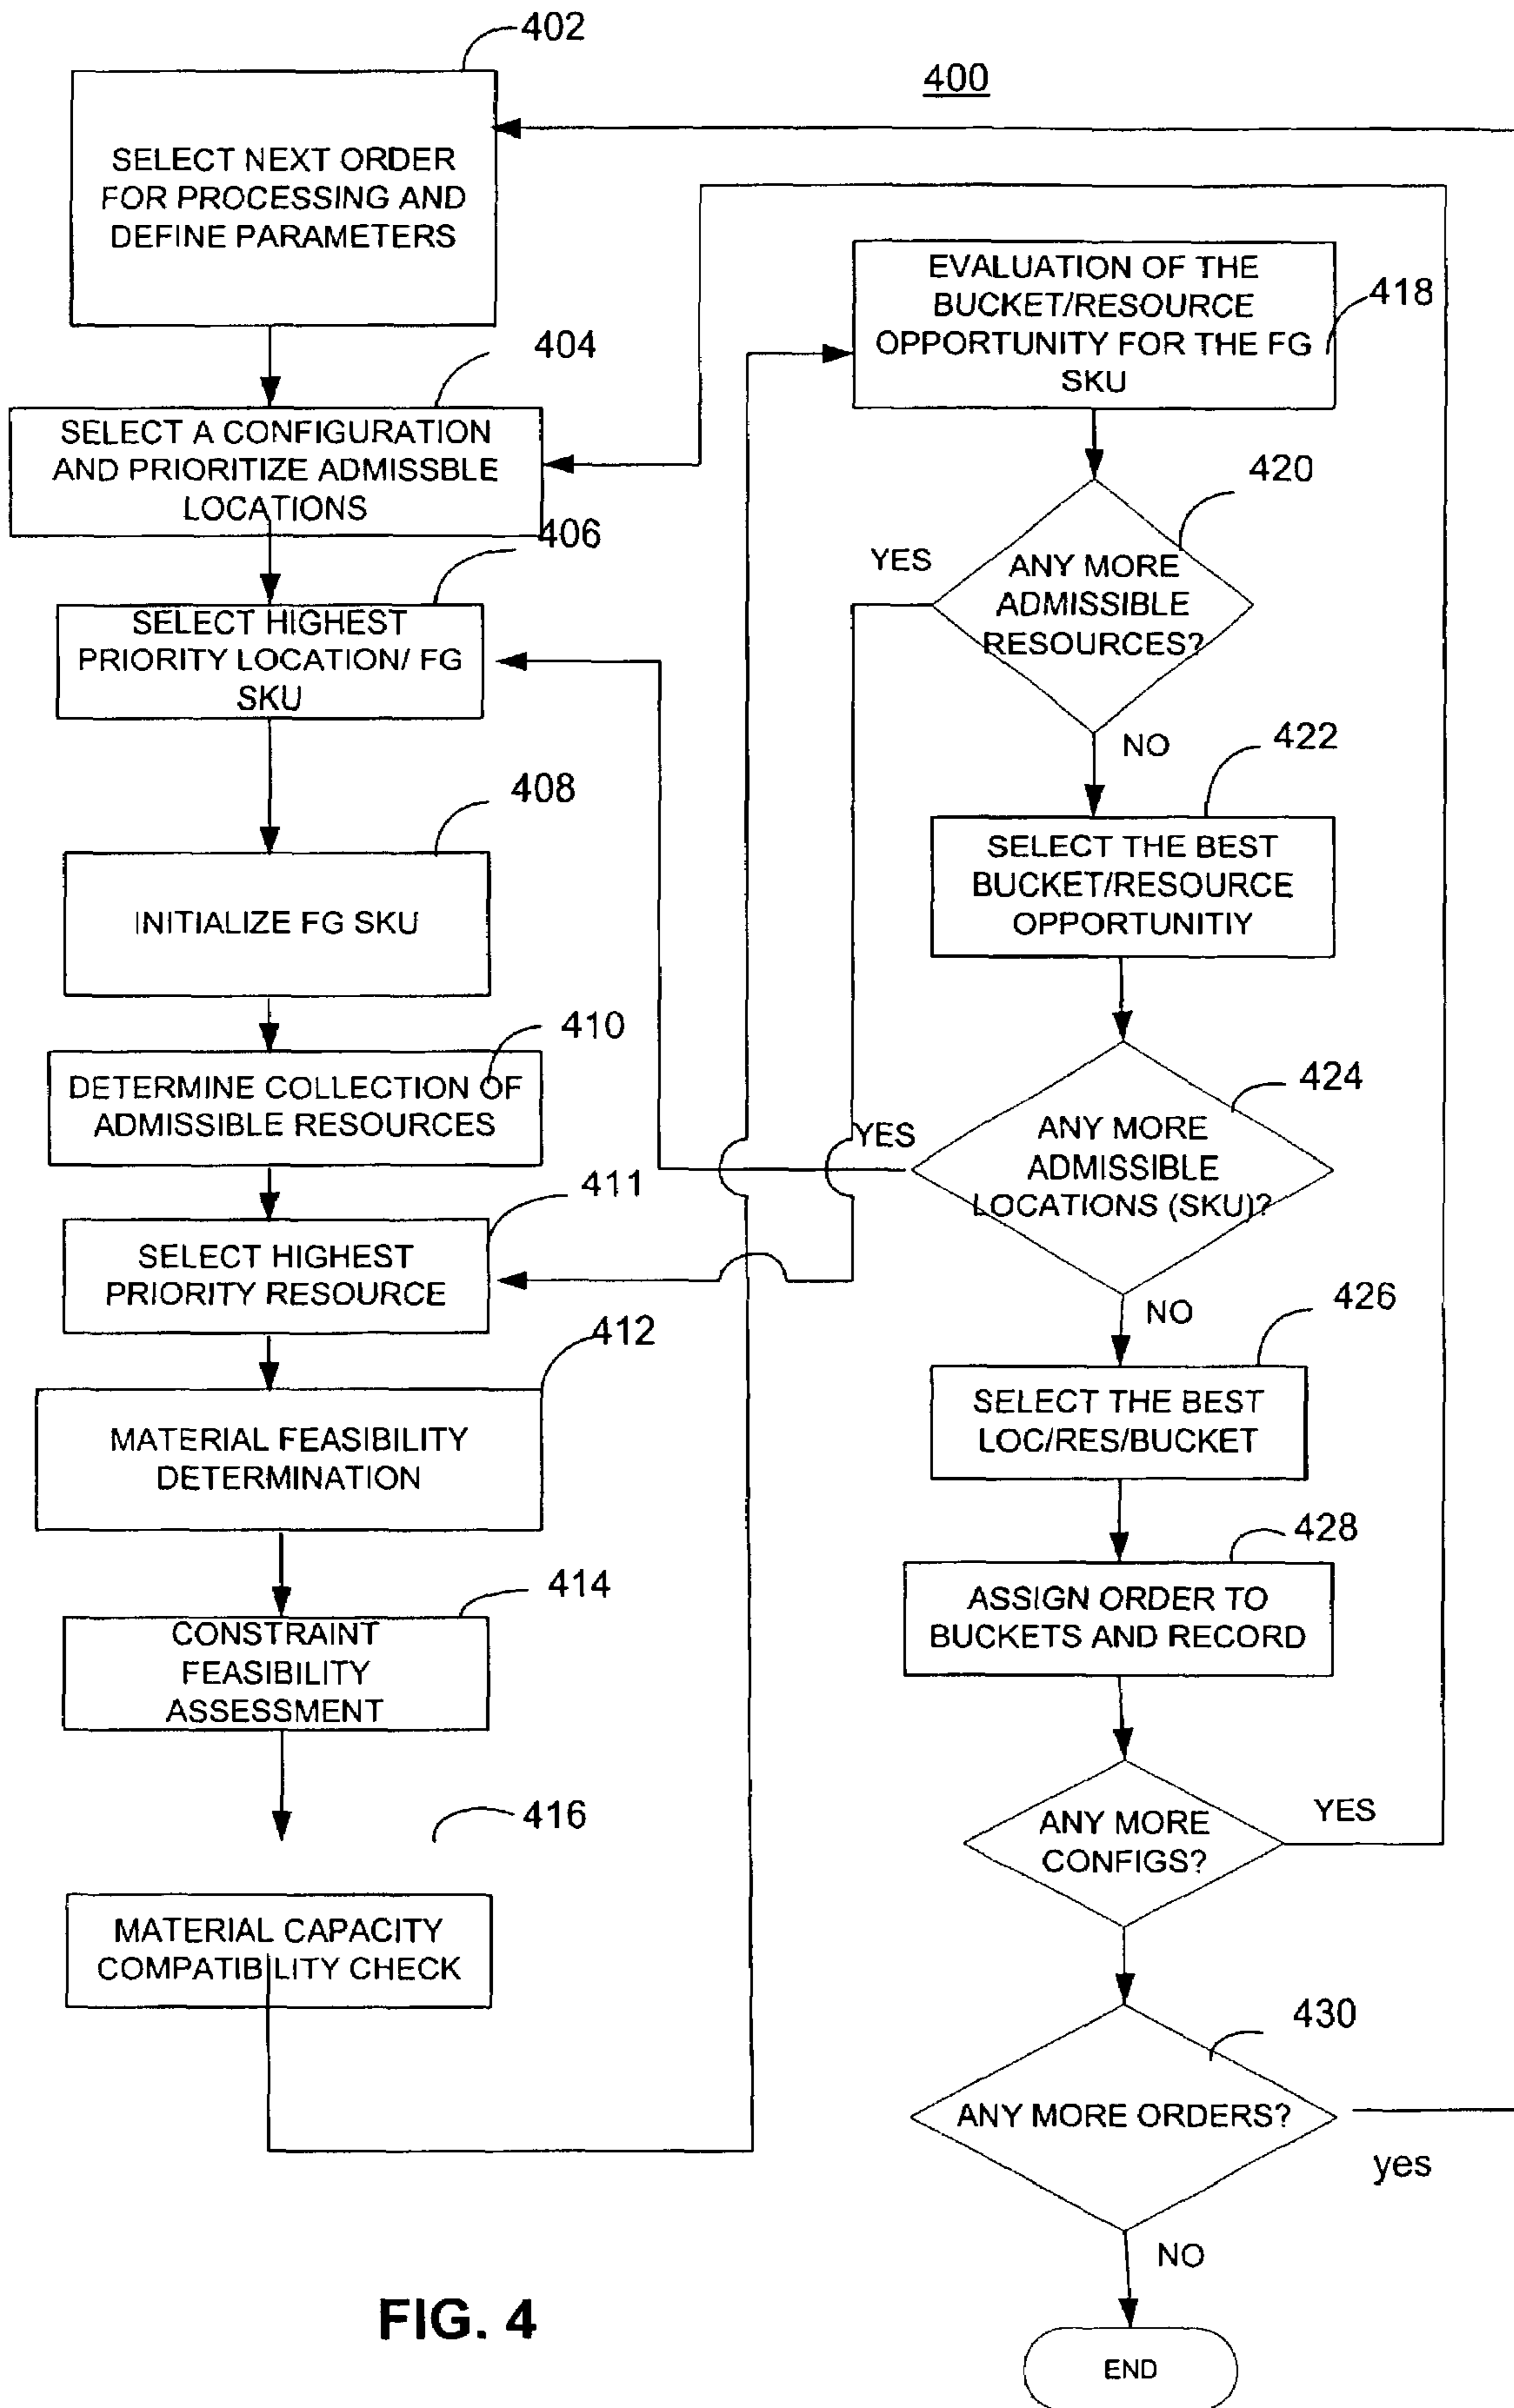 402
400
SELECT NEXT ORDER
FOR PROCESSING AND
DEFINE PARAMETERS
404
SELECT A CONFIGURATION
AND PRIORITIZE ADMISSBLE
LOCATIONS
406
SELECT HIGHEST
PRIORITY LOCATION/ FG
SKU
408
INITIALIZE FG SKU
410
DETERMINE COLLECTION OF
ADMISSIBLE RESOURCES
411
SELECT HIGHEST
PRIORITY RESOURCE
412
MATERIAL FEASIBILITY
DETERMINATION
414
CONSTRAINT
FEASIBILITY
ASSESSMENT
416
MATERIAL CAPACITY
COMPATIBILITY CHECK
EVALUATION OF THE
BUCKET/RESOURCE
OPPORTUNITY FOR THE FG
SKU
418
420
YES
ANY MORE
ADMISSIBLE
RESOURCES?
NO
422
SELECT THE BEST
BUCKET/RESOURCE
OPPORTUNITIY
424
YES
ANY MORE
ADMISSIBLE
LOCATIONS (SKU)?
NO
426
SELECT THE BEST
LOC/RES/BUCKET
428
ASSIGN ORDER TO
BUCKETS AND RECORD
ANY MORE
CONFIGS?
YES
430
ANY MORE ORDERS?
yes
NO
END
FIG. 4